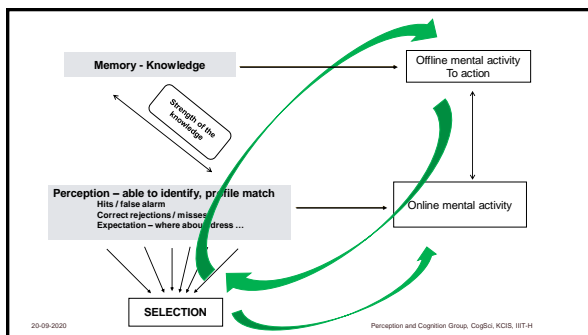 Memory - Knowledge
Offline mental activity
To action
Strength of the
knowledge
Perception – able to identify, profile match
Hits / false alarm
Correct rejections / misses
Expectation – where about dress …
Online mental activity
SELECTION
20-09-2020
Perception and Cognition Group, CogSci, KCIS, IIIT-H